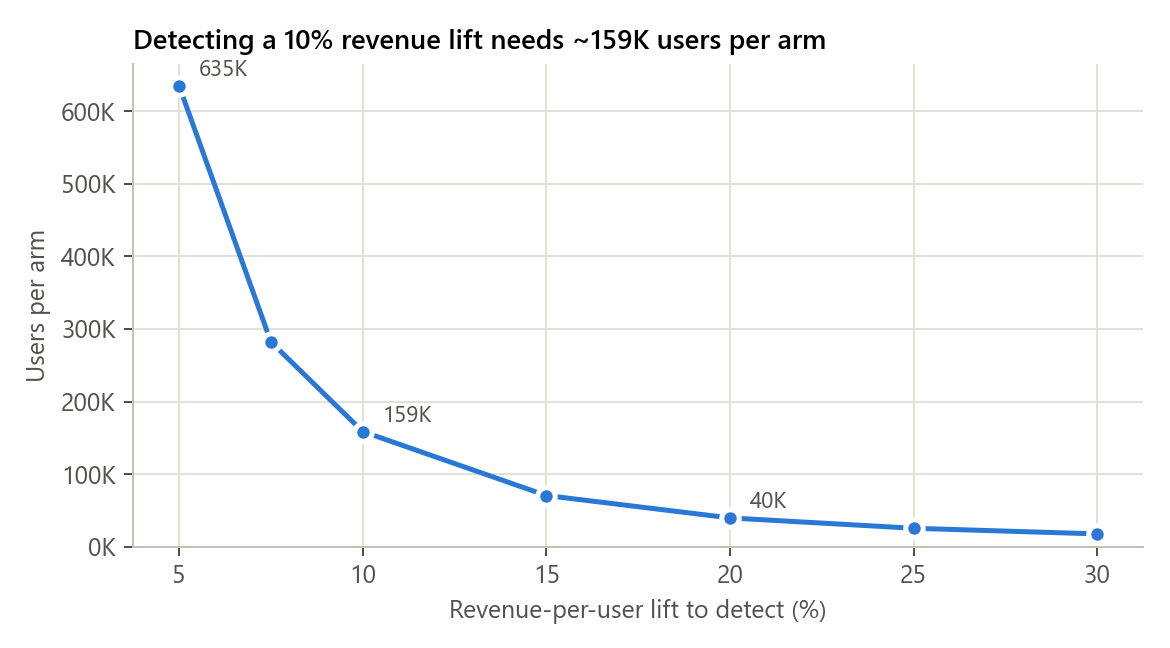 Detecting a 10% revenue lift needs ~159K users per arm
635K
600K
500K
400K
300K
200K
159K
100K
40K
0K
Users per arm
5
10
15
20
25
30
Revenue-per-user lift to detect (%)